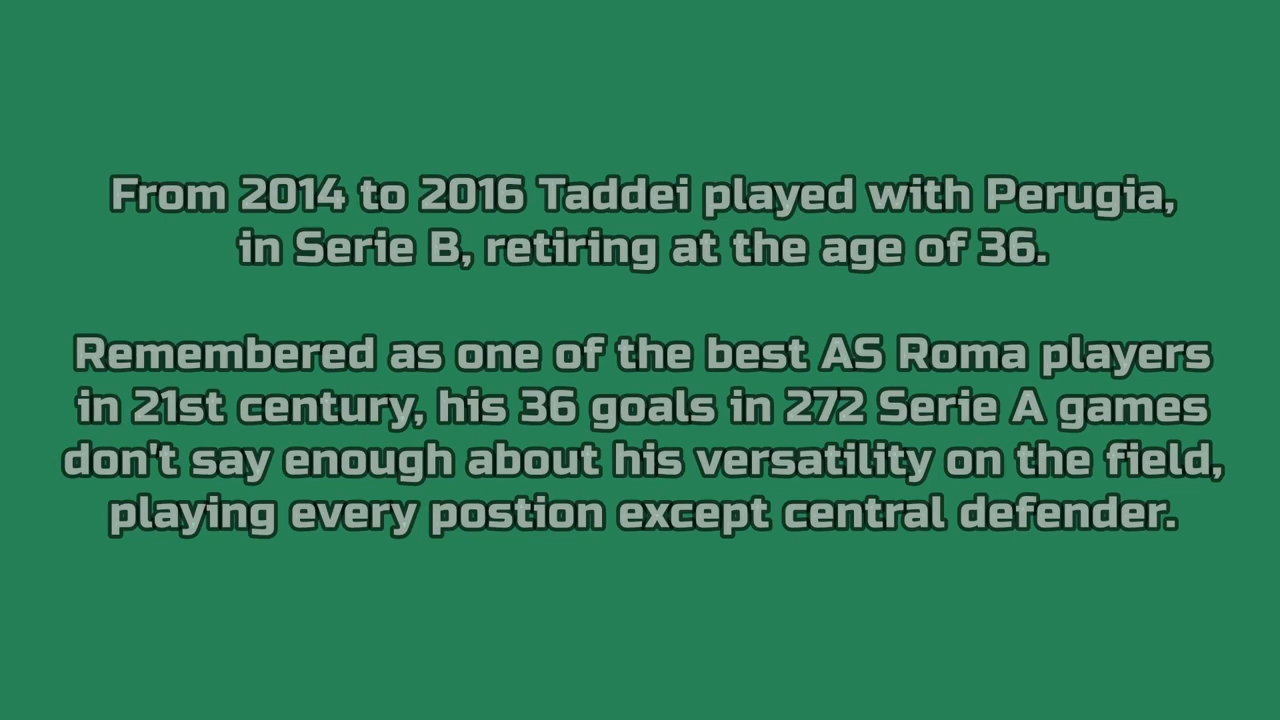 From 2014 to 2016 Taddei played with Perugia,
in Serie B, retiring at the age of 36.
Remembered as one of the best AS Roma players
in 21st century, his 36 goals in 272 Serie A games
don't say enough about his versatility on the field,
playing every postion except central defender.